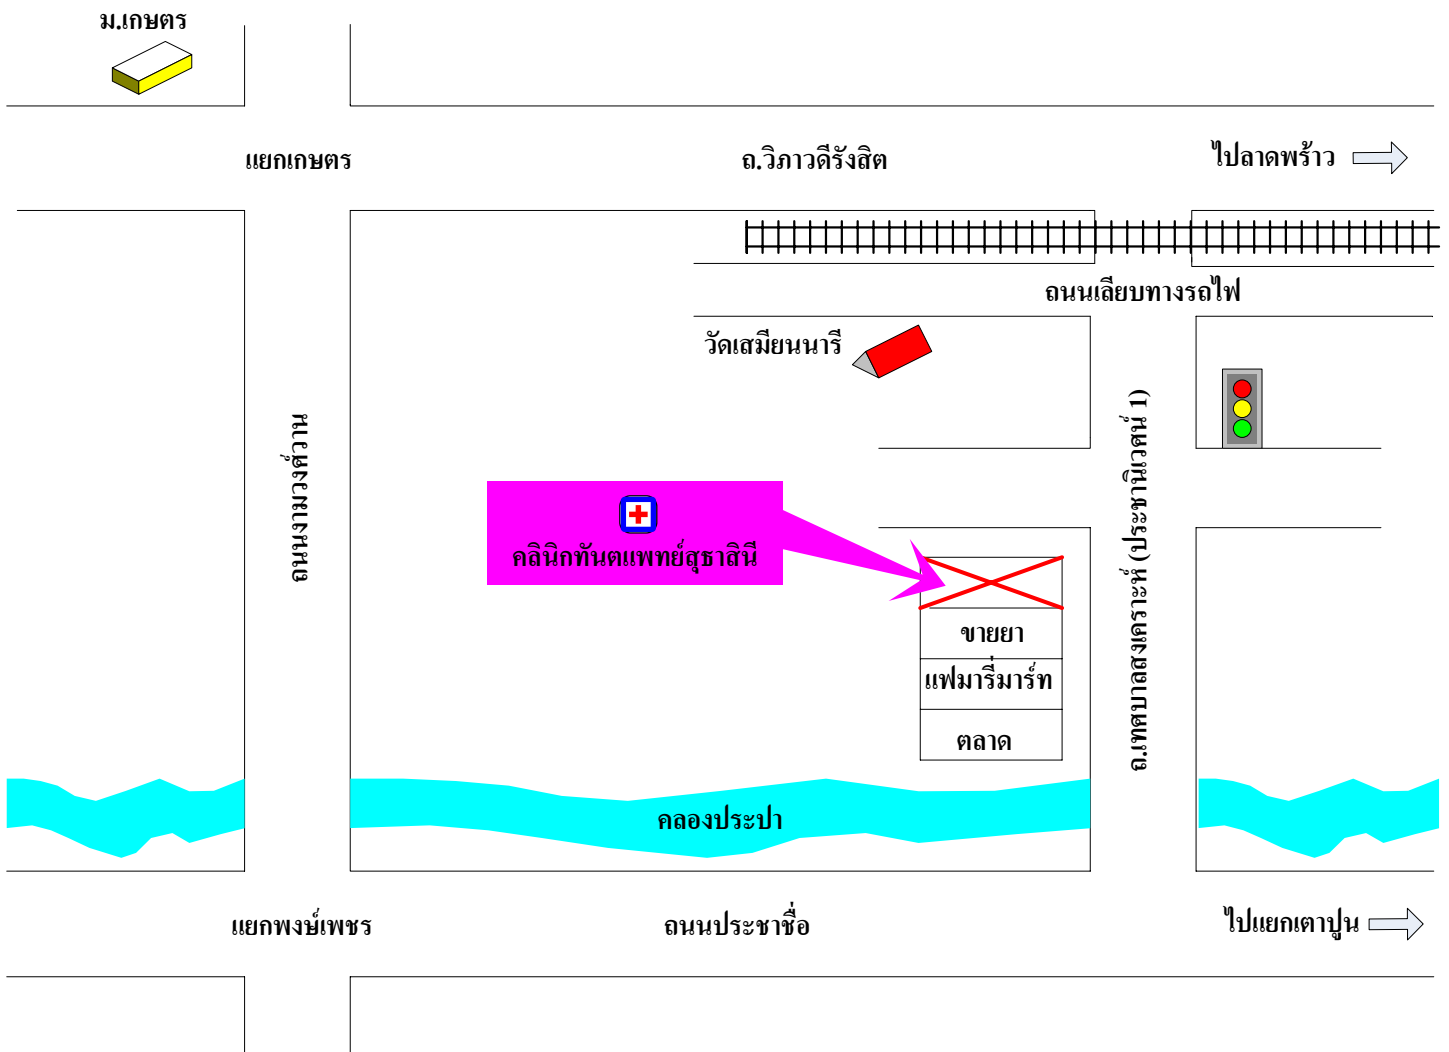 ม.เกษตร
แยกเกษตร
ถ.วิภาวดีรังสิต
ไปลาดพร้าว
ถนนเลียบทางรถไฟ
วัดเสมียนนารี
ถนนงามวงศ์วาน
ถ.เทศบาลสงเคราะห์ (ประชานิเวศน์ 1)
คลินิกทันตแพทย์สุธาสินี
ขายยา
แฟมารี่มาร์ท
ตลาด
คลองประปา
แยกพงษ์เพชร
ถนนประชาชื่อ
ไปแยกเตาปูน